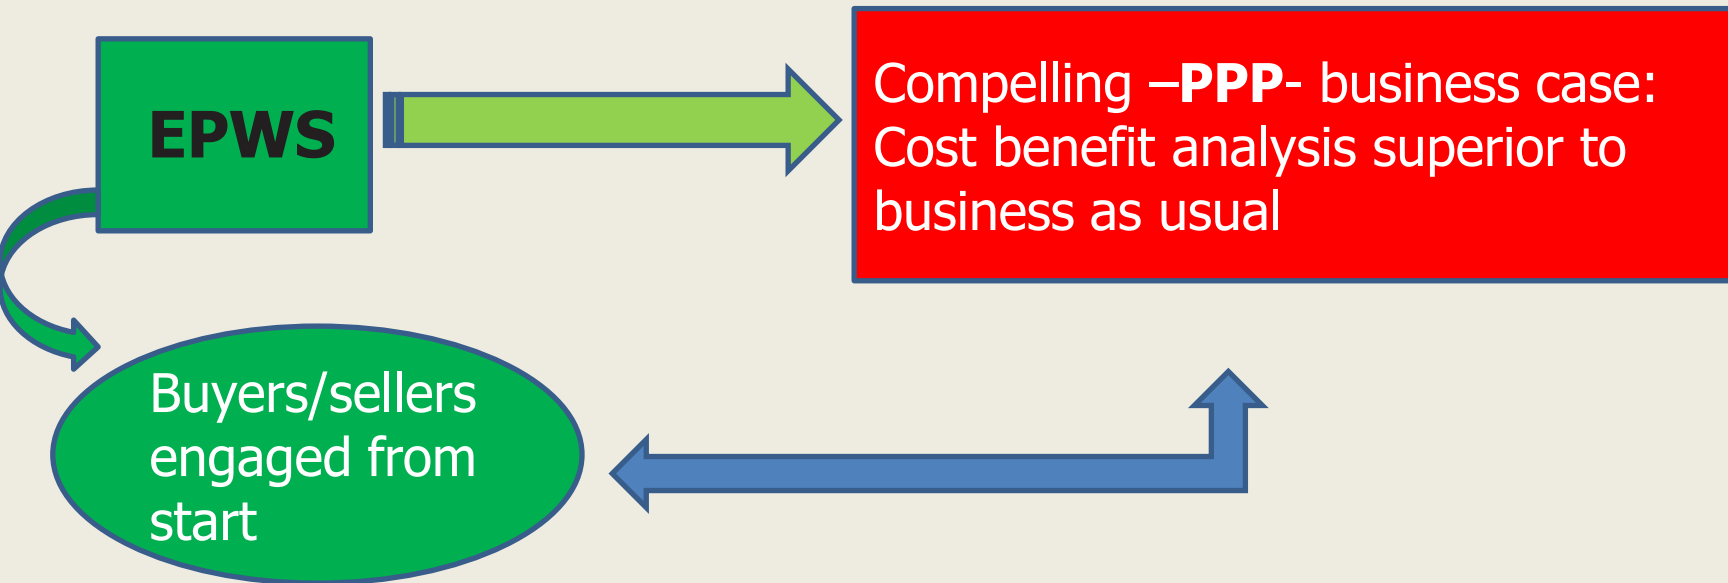 EPWS
Compelling –PPP- business case:
Cost benefit analysis superior to
business as usual
Buyers/sellers
engaged from
start